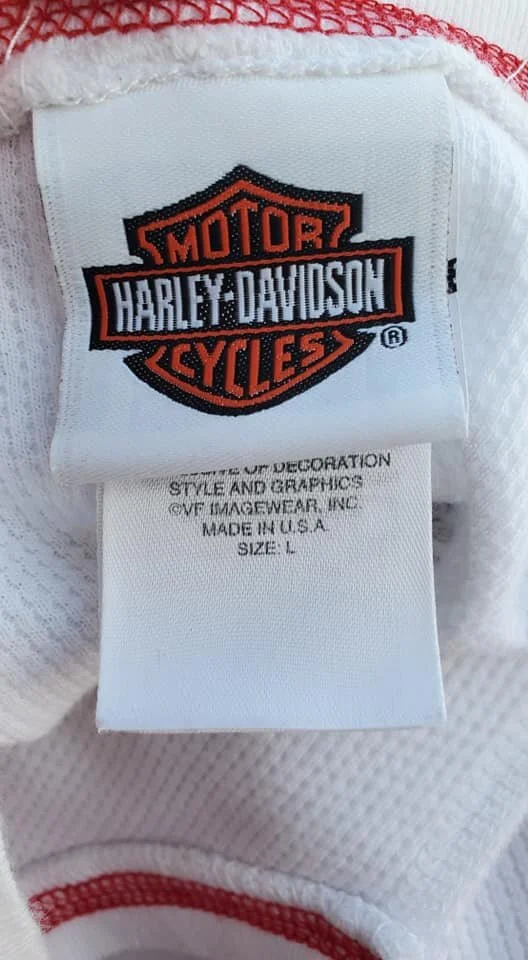 MOTOR
HARLEY-DAVIDSON
CYCLES
®
OF DECORATION
STYLE AND GRAPHICS
©VF IMAGEWEAR, INC.
MADE IN U.S.A.
SIZE: L